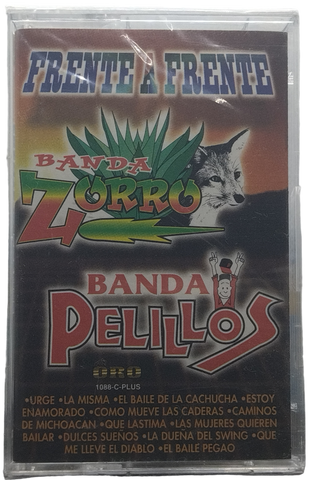 FRENTE A FRENTE
BANDA
ZORRO
BANDA
PELILLOS
ORO
1088-C-PLUS
•URGE •LA MISMA •EL BAILE DE LA CACHUCHA •ESTOY
ENAMORADO •COMO MUEVE LAS CADERAS •CAMINOS
DE MICHOACAN •QUE LASTIMA •LAS MUJERES QUIEREN
BAILAR •DULCES SUEÑOS •LA DUEÑA DEL SWING •QUE
ME LLEVE EL DIABLO •EL BAILE PEGAO